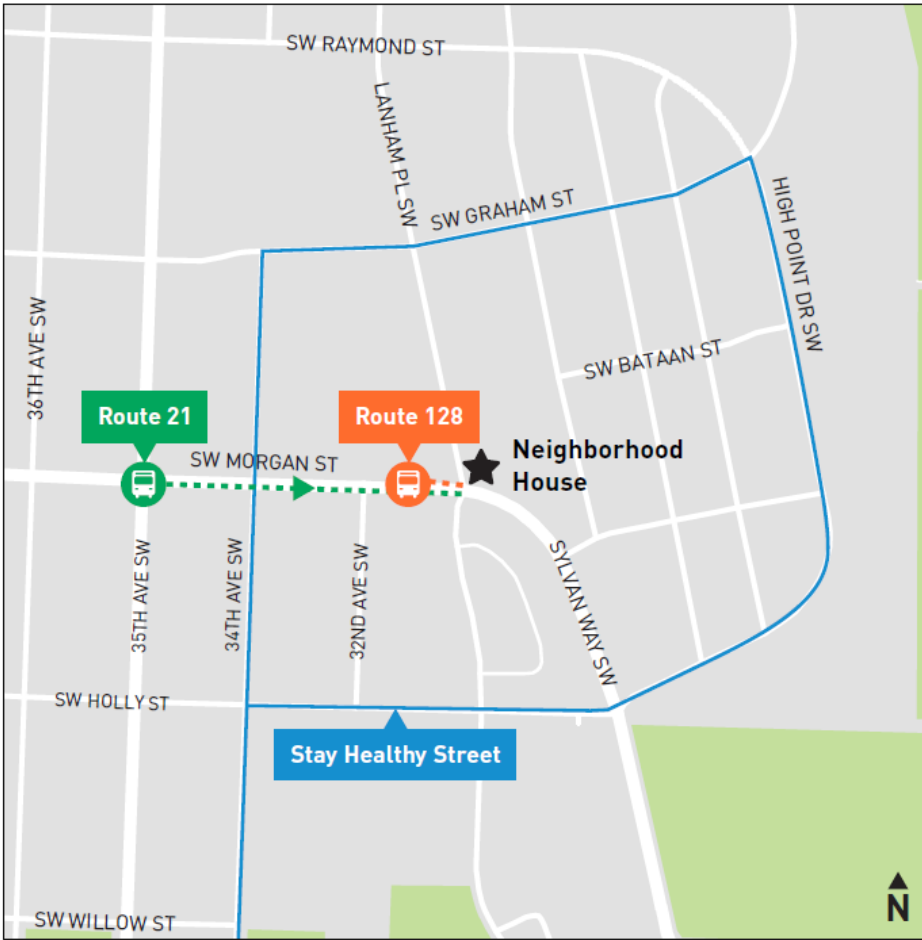 SW RAYMOND ST
LANHAM PL SW
SW GRAHAM ST
HIGH POINT DR SW
36TH AVE SW
SW BATAAN ST
Route 21
Route 128
SW MORGAN ST
Neighborhood
House
35TH AVE SW
34TH AVE SW
32ND AVE SW
SYLVAN WAY SW
SW HOLLY ST
Stay Healthy Street
SW WILLOW ST
N